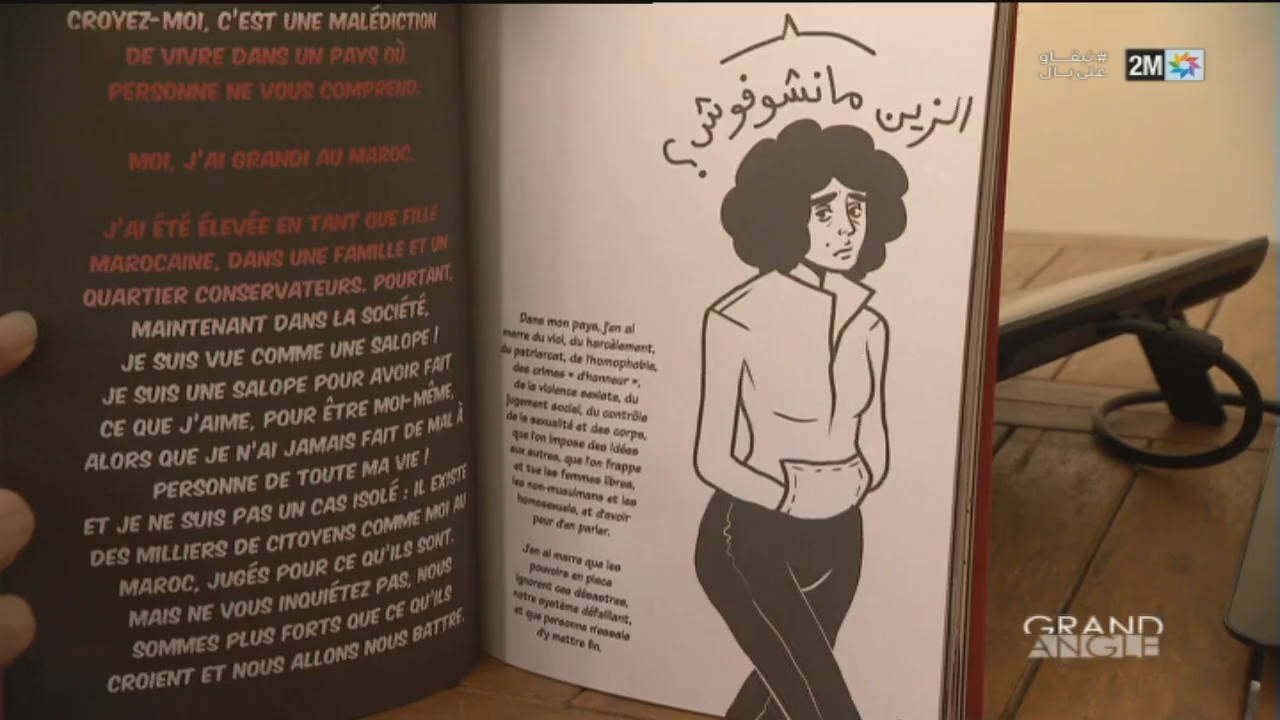 CROYEZ-MOI, C'EST UNE MALÉDICTION
DE VIVRE DANS UN PAYS OÙ
PERSONNE NE VOUS COMPREND.
MOI, J'AI GRANDI AU MAROC.
J'AI ÉTÉ ÉLEVÉE EN TANT QUE FILLE
MAROCAINE, DANS UNE FAMILLE ET UN
QUARTIER CONSERVATEURS. POURTANT,
MAINTENANT DANS LA SOCIÉTÉ,
JE SUIS VUE COMME UNE SALOPE !
JE SUIS UNE SALOPE POUR AVOIR FAIT
CE QUE J'AIME, POUR ÊTRE MOI-MÊME,
ALORS QUE JE N'AI JAMAIS FAIT DE MAL À
PERSONNE DE TOUTE MA VIE !
ET JE NE SUIS PAS UN CAS ISOLÉ : IL EXISTE
DES MILLIERS DE CITOYENS COMME MOI AU
MAROC, JUGÉS POUR CE QU'ILS SONT.
MAIS NE VOUS INQUIÉTEZ PAS, NOUS
SOMMES PLUS FORTS QUE CE QU'ILS
CROIENT ET NOUS ALLONS NOUS BATTRE.
الزين مانشوفوش؟
Dans mon pays, j'en ai
marre du viol, du harcèlement,
du patriarcat, de l'homophobie,
des crimes « d'honneur »,
de la violence sexiste, du
jugement social, du contrôle
de la sexualité et des corps,
que l'on impose des idées
aux autres, que l'on frappe
et tue les femmes libres,
les non-musulmans et les
homosexuels, et d'avoir
peur d'en parler.
J'en ai marre que les
pouvoirs en place
ignorent ces désastres,
notre système défaillant,
et que personne n'essaie
d'y mettre fin.
#نبقاو
على بال
2M
GRAND
ANGLE